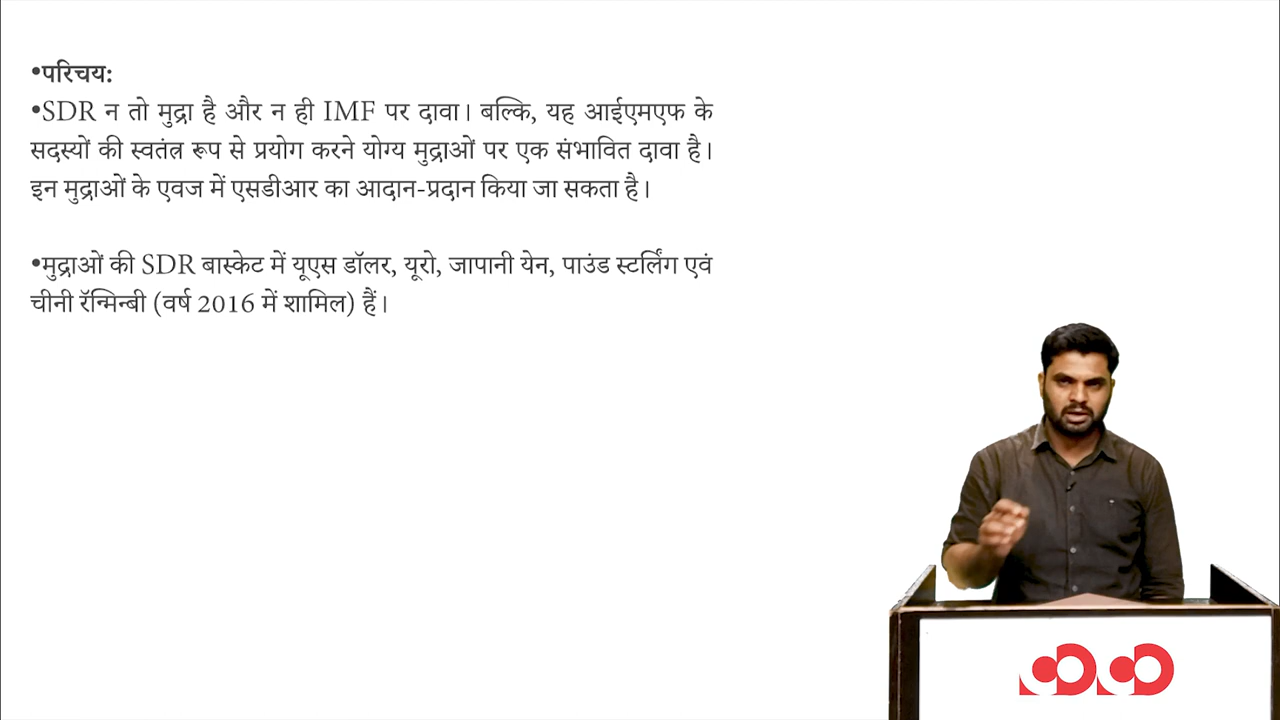 •परिचय:
•SDR न तो मुद्रा है और न ही IMF पर दावा। बल्कि, यह आईएमएफ के
सदस्यों की स्वतंत्र रूप से प्रयोग करने योग्य मुद्राओं पर एक संभावित दावा है।
इन मुद्राओं के एवज में एसडीआर का आदान-प्रदान किया जा सकता है।
•मुद्राओं की SDR बास्केट में यूएस डॉलर, यूरो, जापानी येन, पाउंड स्टर्लिंग एवं
चीनी रॅन्मिन्बी (वर्ष 2016 में शामिल) हैं।